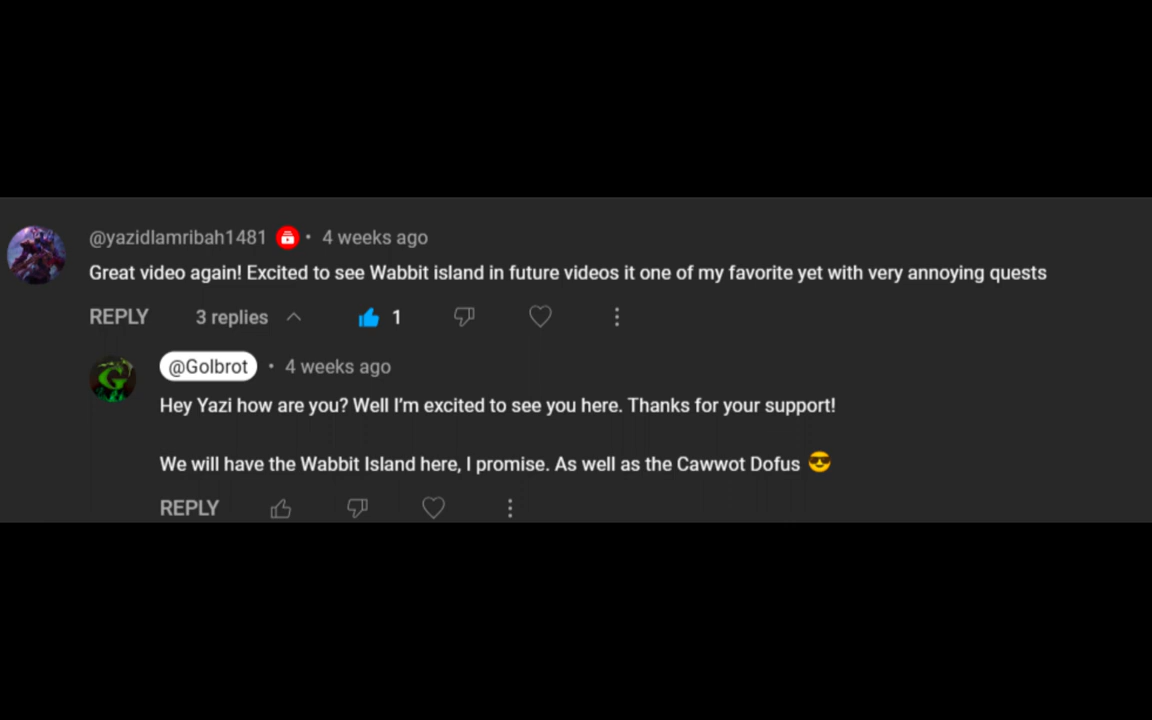 @yazidlamribah1481 • 4 weeks ago
Great video again! Excited to see Wabbit island in future videos it one of my favorite yet with very annoying quests
REPLY 3 replies 1
@Golbrot • 4 weeks ago
Hey Yazi how are you? Well I’m excited to see you here. Thanks for your support!
We will have the Wabbit Island here, I promise. As well as the Cawwot Dofus 😎
REPLY